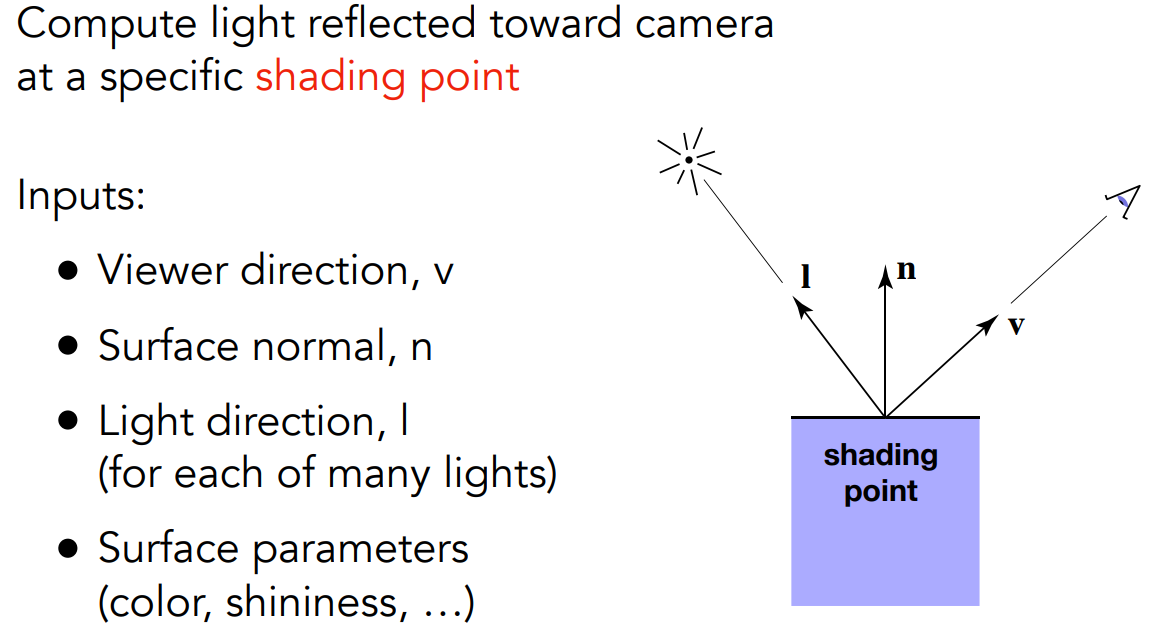 Compute light reflected toward camera
at a specific shading point
Inputs:
● Viewer direction, v
● Surface normal, n
● Light direction, l
(for each of many lights)
● Surface parameters
(color, shininess, …)
l
n
v
shading
point